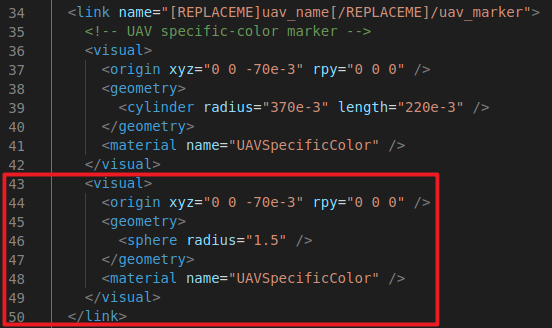 34 <link name="[REPLACEME]uav_name[/REPLACEME]/uav_marker">
35 <!-- UAV specific-color marker -->
36 <visual>
37 <origin xyz="0 0 -70e-3" rpy="0 0 0" />
38 <geometry>
39 <cylinder radius="370e-3" length="220e-3" />
40 </geometry>
41 <material name="UAVSpecificColor" />
42 </visual>
43 <visual>
44 <origin xyz="0 0 -70e-3" rpy="0 0 0" />
45 <geometry>
46 <sphere radius="1.5" />
47 </geometry>
48 <material name="UAVSpecificColor" />
49 </visual>
50 </link>